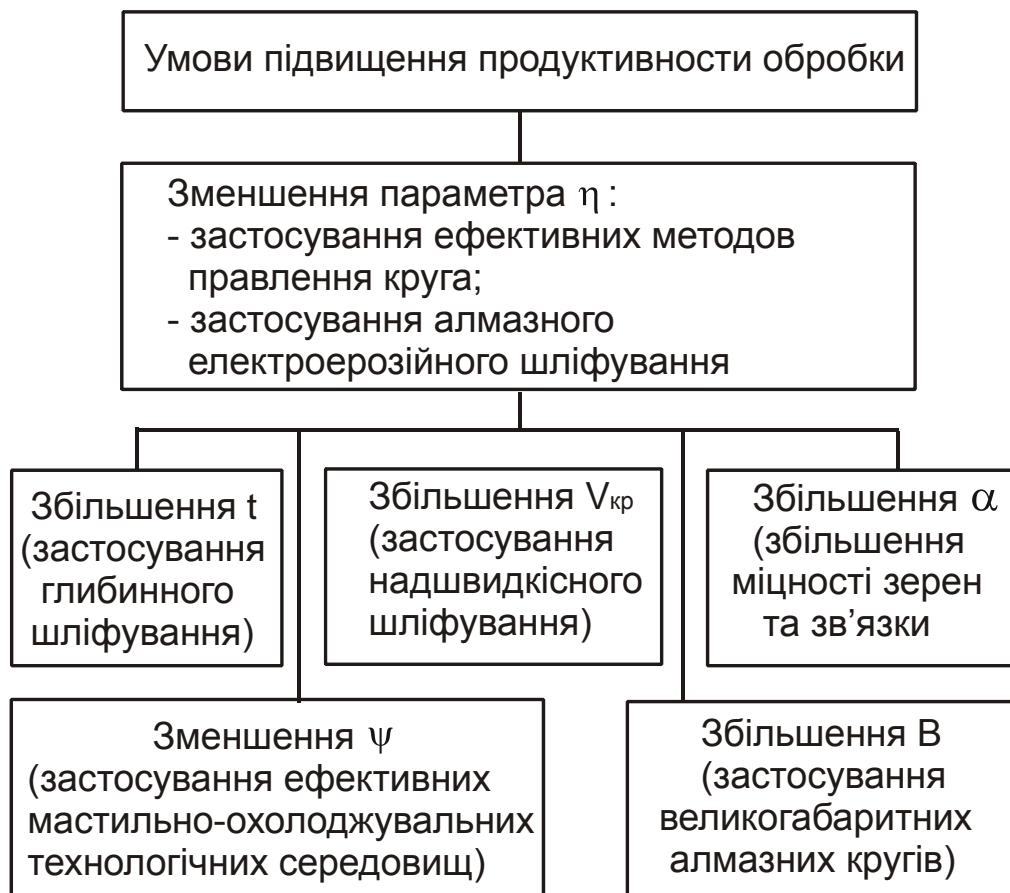 Умови підвищення продуктивности обробки
Зменшення параметра η :
- застосування ефективних методов
правлення круга;
- застосування алмазного
електроерозійного шліфування
Збільшення t
(застосування
глибинного
шліфування)
Збільшення Vкр
(застосування
надшвидкісного
шліфування)
Збільшення α
(збільшення
міцності зерен
та зв’язки
Зменшення ψ
(застосування ефективних
мастильно-охолоджувальних
технологічних середовищ)
Збільшення В
(застосування
великогабаритних
алмазних кругів)